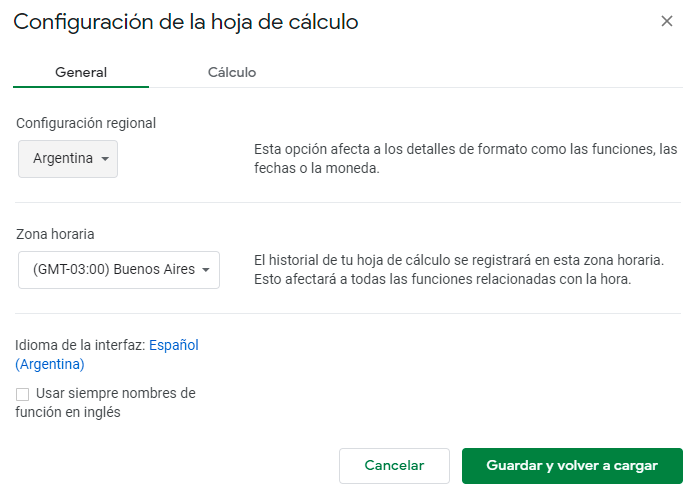 Configuración de la hoja de cálculo
General
Cálculo
Configuración regional
Argentina
Esta opción afecta a los detalles de formato como las funciones, las
fechas o la moneda.
Zona horaria
(GMT-03:00) Buenos Aires
El historial de tu hoja de cálculo se registrará en esta zona horaria.
Esto afectará a todas las funciones relacionadas con la hora.
Idioma de la interfaz: Español
(Argentina)
Usar siempre nombres de
función en inglés
Cancelar
Guardar y volver a cargar